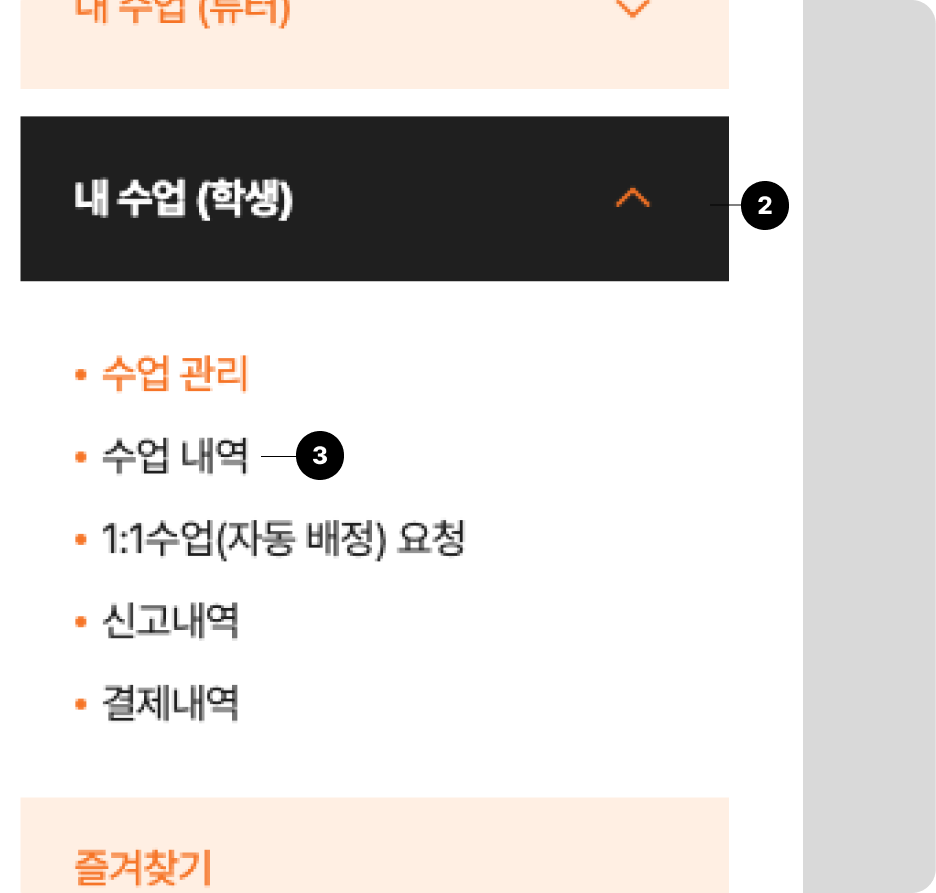 내 수업 (튜터)
내 수업 (학생)
2
• 수업 관리
• 수업 내역
3
• 1:1수업(자동 배정) 요청
• 신고내역
• 결제내역
즐겨찾기